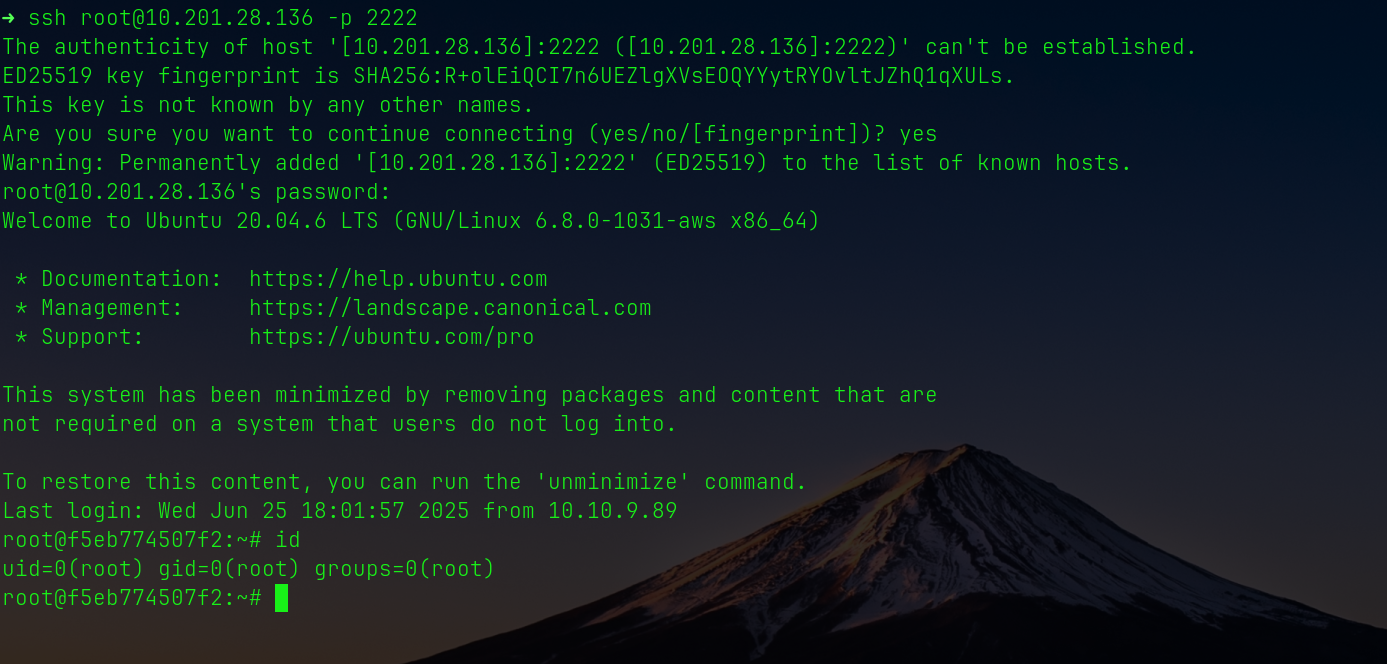 ➜ ssh root@10.201.28.136 -p 2222
The authenticity of host '[10.201.28.136]:2222 ([10.201.28.136]:2222)' can't be established.
ED25519 key fingerprint is SHA256:R+olEiQCI7n6UEZlgXVsEOQYYytRYOvltJZhQ1qXULs.
This key is not known by any other names.
Are you sure you want to continue connecting (yes/no/[fingerprint])? yes
Warning: Permanently added '[10.201.28.136]:2222' (ED25519) to the list of known hosts.
root@10.201.28.136's password:
Welcome to Ubuntu 20.04.6 LTS (GNU/Linux 6.8.0-1031-aws x86_64)

 * Documentation:  https://help.ubuntu.com
 * Management:     https://landscape.canonical.com
 * Support:        https://ubuntu.com/pro

This system has been minimized by removing packages and content that are
not required on a system that users do not log into.

To restore this content, you can run the 'unminimize' command.
Last login: Wed Jun 25 18:01:57 2025 from 10.10.9.89
root@f5eb774507f2:~# id
uid=0(root) gid=0(root) groups=0(root)
root@f5eb774507f2:~#